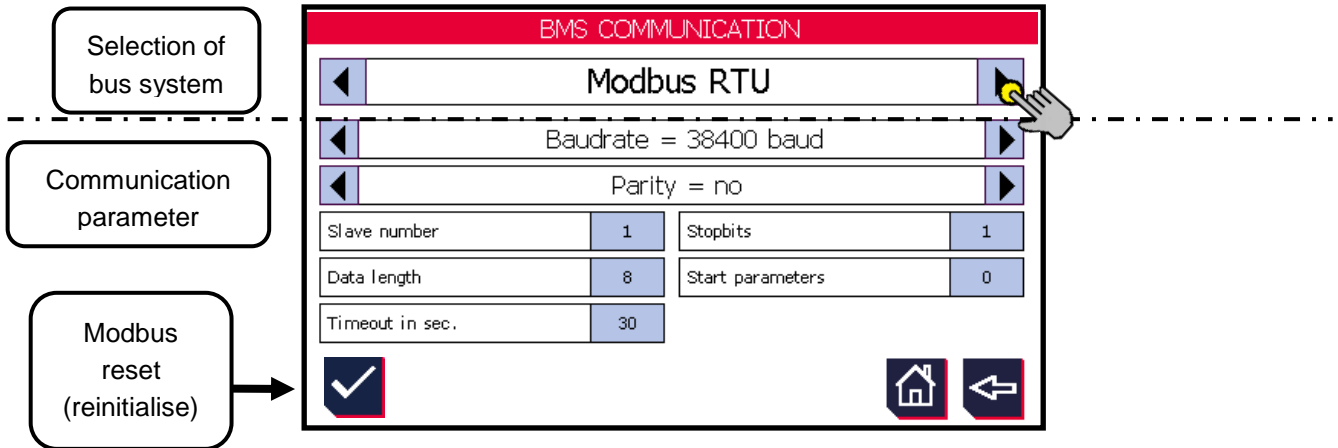 Selection of
bus system
BMS COMMUNICATION
Modbus RTU
Communication
parameter
Baudrate = 38400 baud
Parity = no
Slave number 1 Stopbits 1
Data length 8 Start parameters 0
Timeout in sec. 30
Modbus
reset
(reinitialise)